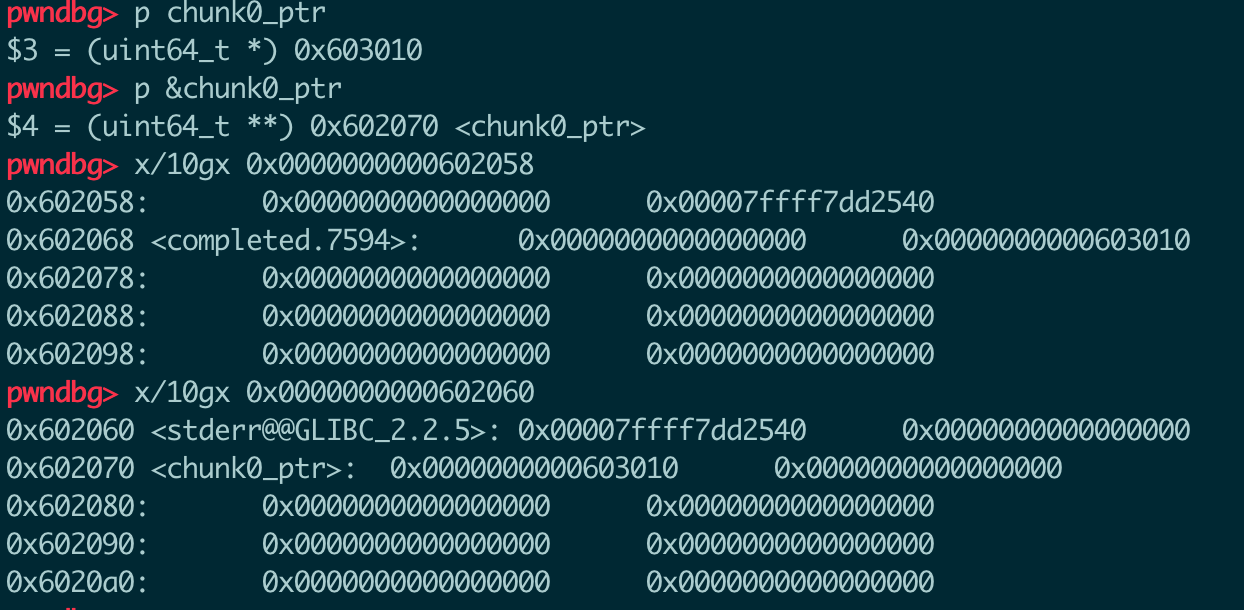 pwndbg> p chunk0_ptr
$3 = (uint64_t *) 0x603010
pwndbg> p &chunk0_ptr
$4 = (uint64_t **) 0x602070 <chunk0_ptr>
pwndbg> x/10gx 0x0000000000602058
0x602058: 0x0000000000000000 0x00007ffff7dd2540
0x602068 <completed.7594>: 0x0000000000000000 0x0000000000603010
0x602078: 0x0000000000000000 0x0000000000000000
0x602088: 0x0000000000000000 0x0000000000000000
0x602098: 0x0000000000000000 0x0000000000000000
pwndbg> x/10gx 0x0000000000602060
0x602060 <stderr@@GLIBC_2.2.5>: 0x00007ffff7dd2540 0x0000000000000000
0x602070 <chunk0_ptr>: 0x0000000000603010 0x0000000000000000
0x602080: 0x0000000000000000 0x0000000000000000
0x602090: 0x0000000000000000 0x0000000000000000
0x6020a0: 0x0000000000000000 0x0000000000000000